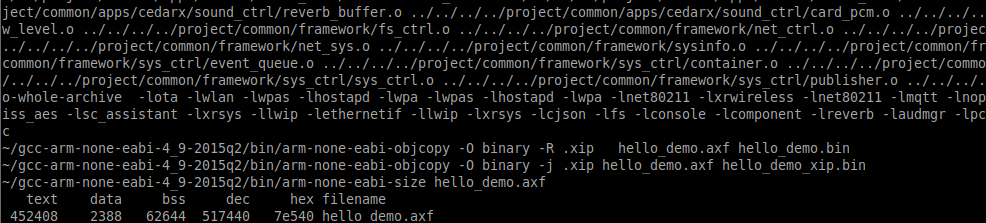 ject/common/apps/cedarx/sound_ctrl/reverb_buffer.o ../../../../project/common/apps/cedarx/sound_ctrl/card_pcm.o ../../../..
w_level.o ../../../../project/common/framework/fs_ctrl.o ../../../../project/common/framework/net_ctrl.o ../../../../projec
../../../../project/common/framework/net_sys.o ../../../../project/common/framework/sysinfo.o ../../../../project/common/fr
common/framework/sys_ctrl/event_queue.o ../../../../project/common/framework/sys_ctrl/container.o ../../../../project/commo
/../../../project/common/framework/sys_ctrl/sys_ctrl.o ../../../../project/common/framework/sys_ctrl/publisher.o ../../../.
o-whole-archive -lota -lwlan -lwpas -lhostapd -lwpa -lwpas -lhostapd -lwpa -lnet80211 -lxrwireless -lnet80211 -lmqtt -lnop
iss_aes -lsc_assistant -lxrsys -llwip -lethernetif -llwip -lxrsys -lcjson -lfs -lconsole -lcomponent -lreverb -laudmgr -lpc
c
~/gcc-arm-none-eabi-4_9-2015q2/bin/arm-none-eabi-objcopy -O binary -R .xip hello_demo.axf hello_demo.bin
~/gcc-arm-none-eabi-4_9-2015q2/bin/arm-none-eabi-objcopy -O binary -j .xip hello_demo.axf hello_demo_xip.bin
~/gcc-arm-none-eabi-4_9-2015q2/bin/arm-none-eabi-size hello_demo.axf
text data bss dec hex filename
452408 2388 62644 517440 7e540 hello_demo.axf